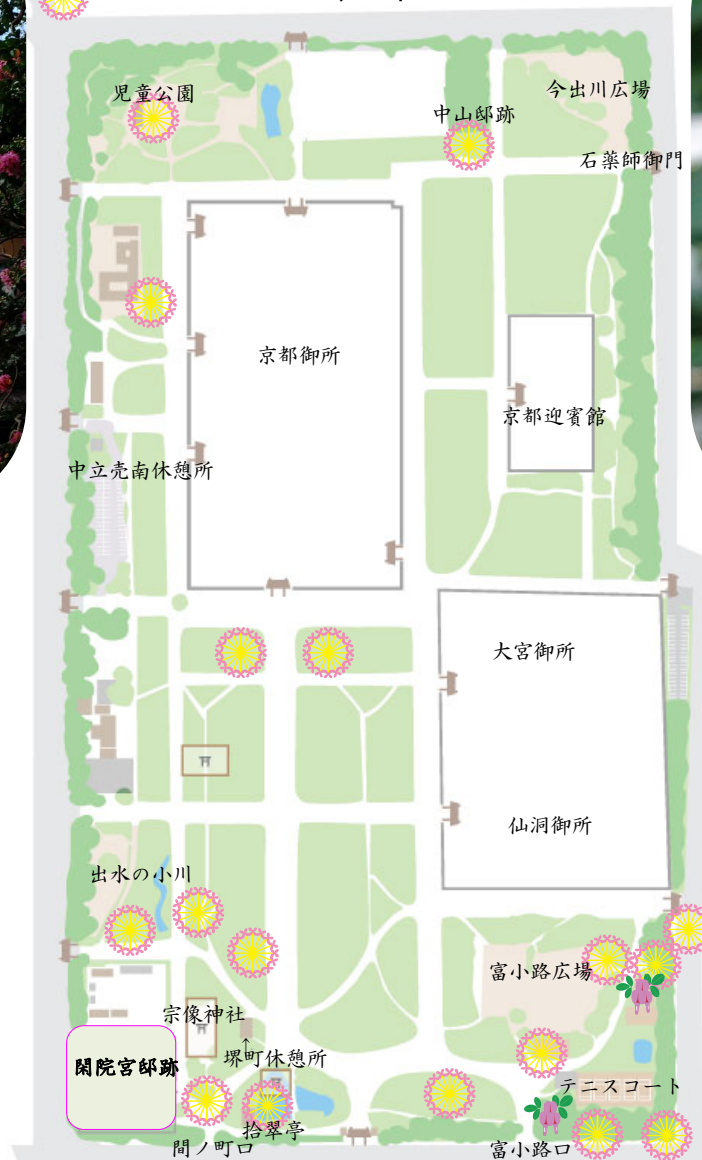 児童公園
今出川広場
中山邸跡
石薬師御門
京都御所
京都迎賓館
中立売南休憩所
大宮御所
仙洞御所
出水の小川
富小路広場
宗像神社
↑
堺町休憩所
閑院宮邸跡
テニスコート
拾翠亭
間ノ町口
富小路口